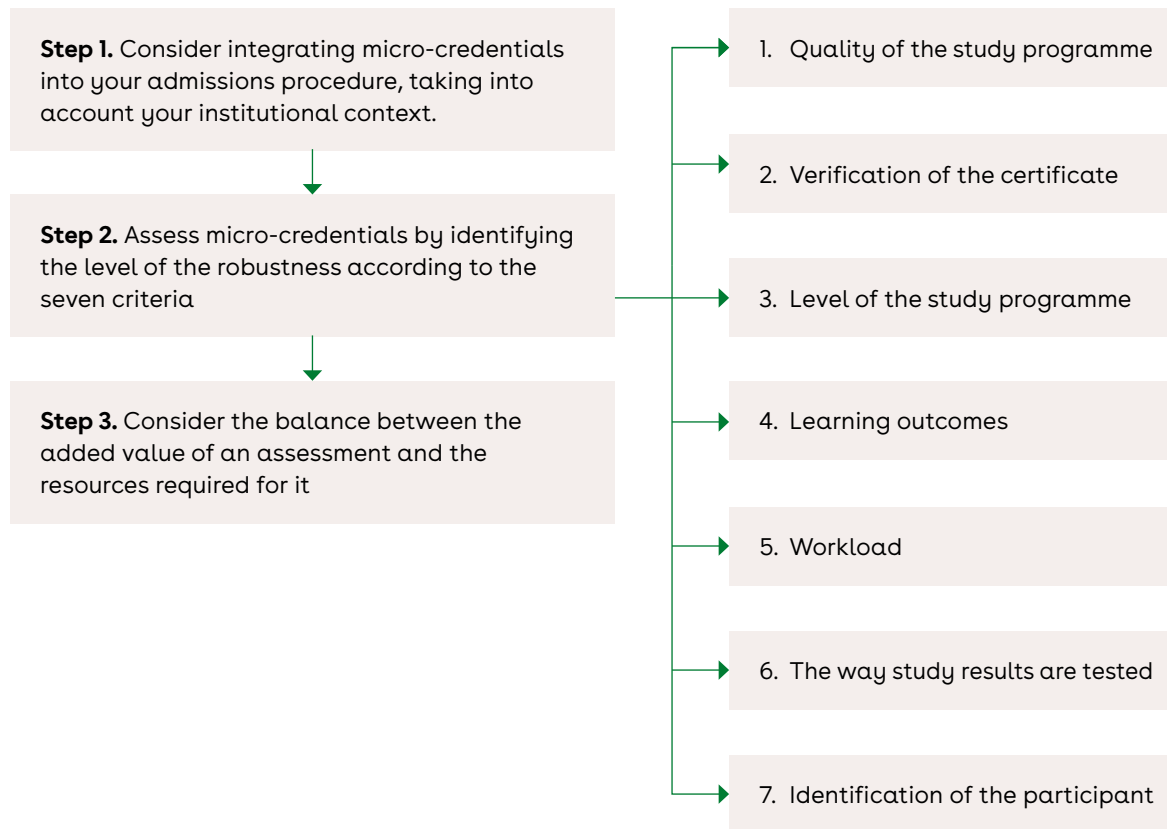 Step 1. Consider integrating micro-credentials
into your admissions procedure, taking into
account your institutional context.
Step 2. Assess micro-credentials by identifying
the level of the robustness according to the
seven criteria
Step 3. Consider the balance between the
added value of an assessment and the
resources required for it
1. Quality of the study programme
2. Verification of the certificate
3. Level of the study programme
4. Learning outcomes
5. Workload
6. The way study results are tested
7. Identification of the participant